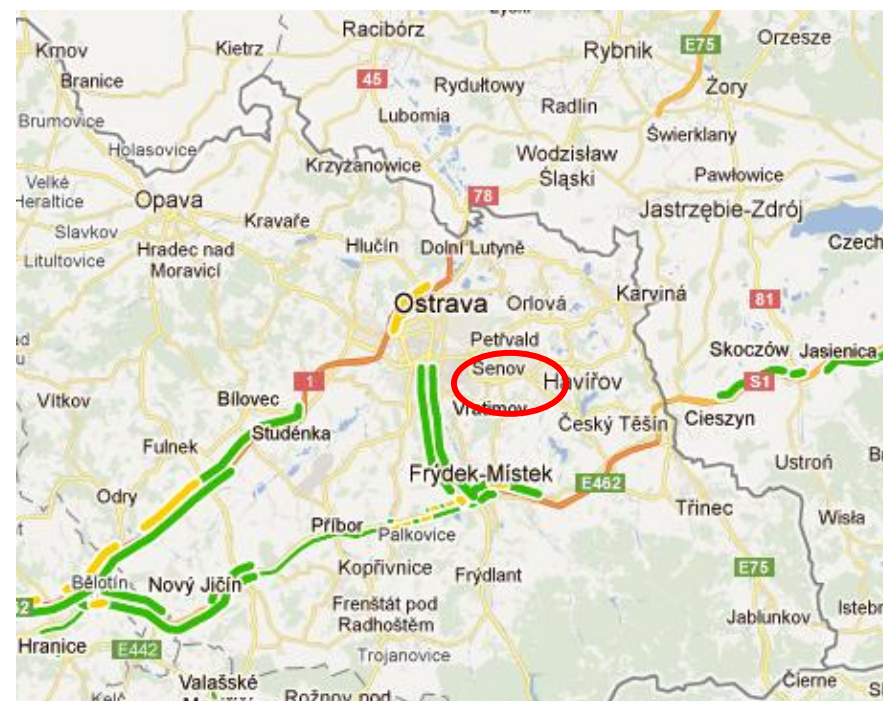 Racibórz
Krnov
Kietrz
Rybnik
E75
Orzesze
Branice
45
Rydułtowy
Żory
Lubomia
Radlin
Brumovice
Świerklany
Holasovice
Krzyżanowice
Wodzisław
Śląski
Pawłowice
Velké
Heraltice
Opava
78
Jastrzębie-Zdrój
Slavkov
Kravaře
Litultovice
Hradec nad
Moravicí
Hlučín
Dolní Lutyně
Czech
Karviná
Ostrava
Orlová
81
Petřvald
Skoczów
Jasienica
Šenov
1
Havířov
S1
Vítkov
Bílovec
Vratimov
Český Těšín
Cieszyn
Studénka
Fulnek
Ustroń
Frýdek-Místek
E462
Odry
Třinec
Wisła
Příbor
Palkovice
Kopřivnice
Frýdlant
E75
Bělotín
Nový Jičín
Frenštát pod
Radhoštěm
Jablunkov
Istebn
Hranice
E442
Trojanovice
Valašské
Čierne
Kelč
Rožnov pod